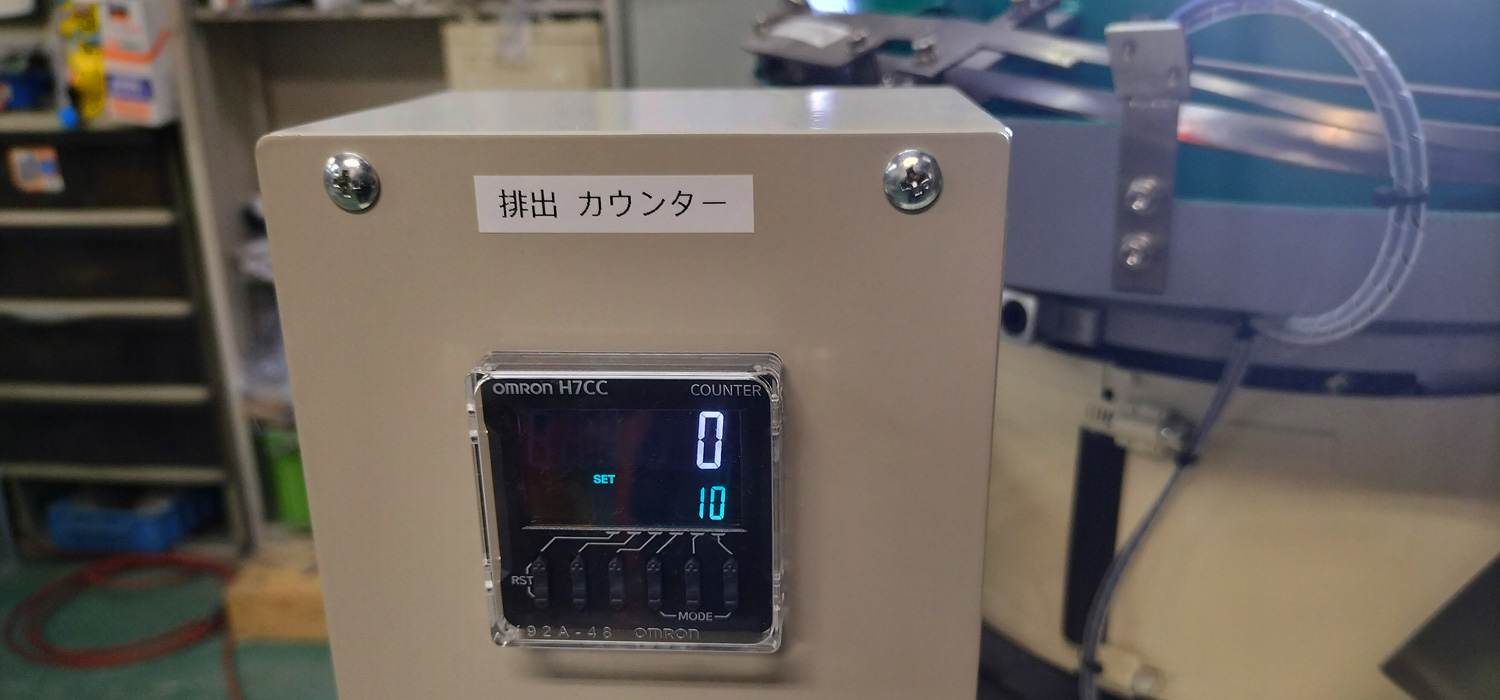 排出 カウンター
omron H7CC COUNTER
0
SET
10
RST
MODE
Y92A-48 OMRON